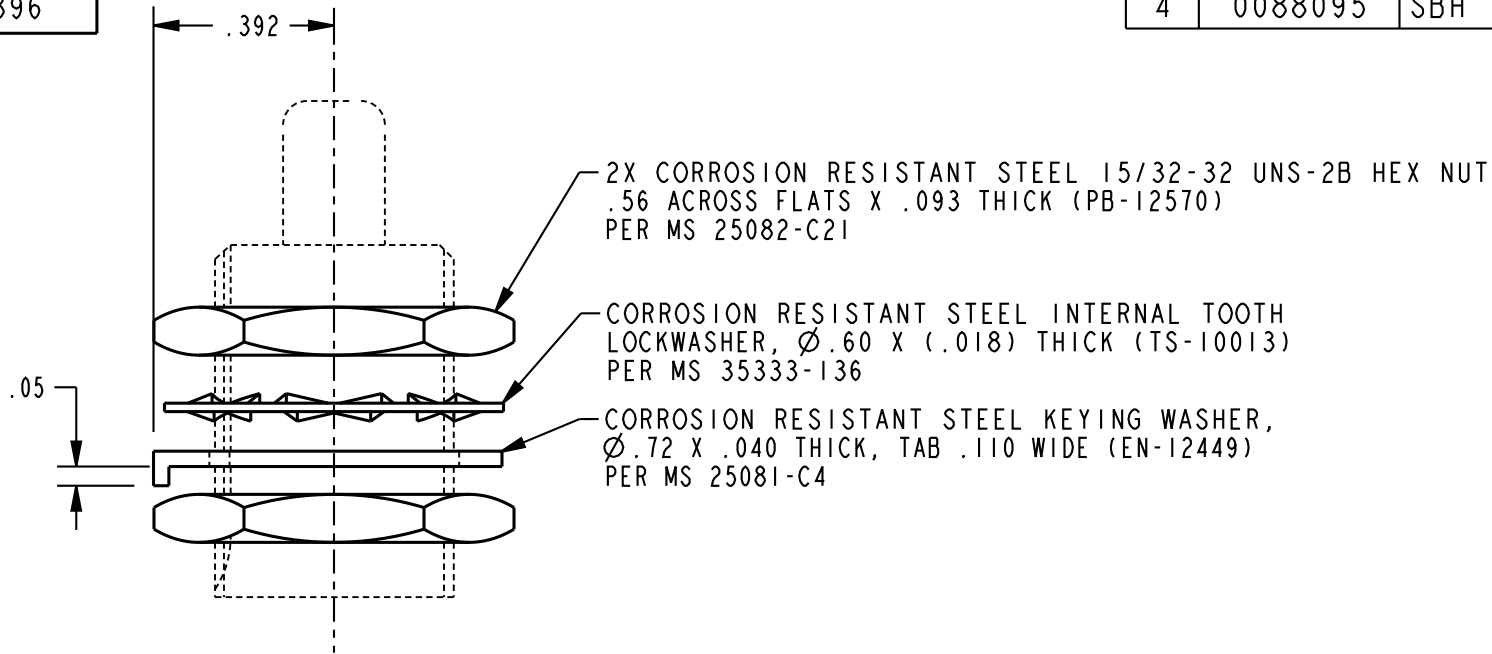 896
4 0088095 SBH
.392
2X CORROSION RESISTANT STEEL 15/32-32 UNS-2B HEX NUT
.56 ACROSS FLATS X .093 THICK (PB-12570)
PER MS 25082-C21
CORROSION RESISTANT STEEL INTERNAL TOOTH
LOCKWASHER, Ø.60 X (.018) THICK (TS-10013)
PER MS 35333-136
.05
CORROSION RESISTANT STEEL KEYING WASHER,
Ø.72 X .040 THICK, TAB .110 WIDE (EN-12449)
PER MS 25081-C4